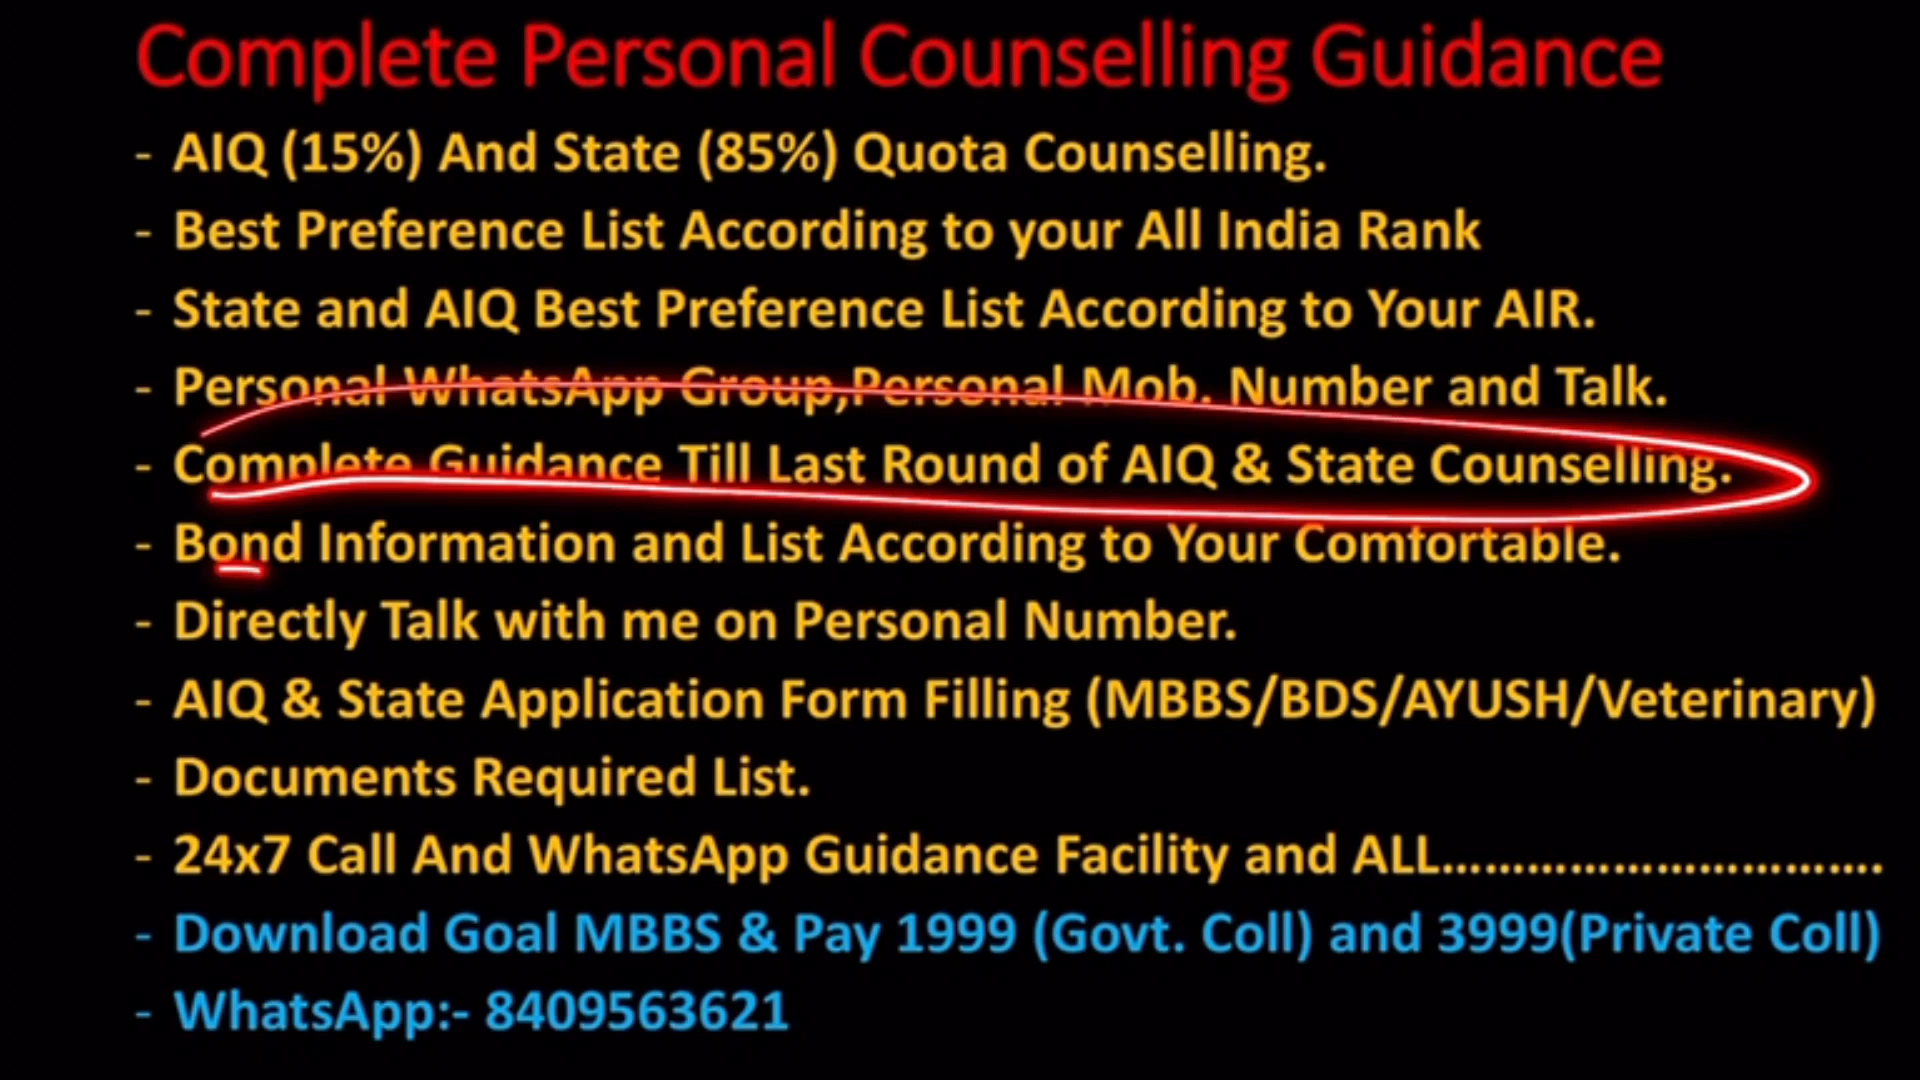 Complete Personal Counselling Guidance
- AIQ (15%) And State (85%) Quota Counselling.
- Best Preference List According to your All India Rank
- State and AIQ Best Preference List According to Your AIR.
- Personal WhatsApp Group,Personal Mob. Number and Talk.
- Complete Guidance Till Last Round of AIQ & State Counselling.
- Bond Information and List According to Your Comfortable.
- Directly Talk with me on Personal Number.
- AIQ & State Application Form Filling (MBBS/BDS/AYUSH/Veterinary)
- Documents Required List.
- 24x7 Call And WhatsApp Guidance Facility and ALL................................
- Download Goal MBBS & Pay 1999 (Govt. Coll) and 3999(Private Coll)
- WhatsApp:- 8409563621